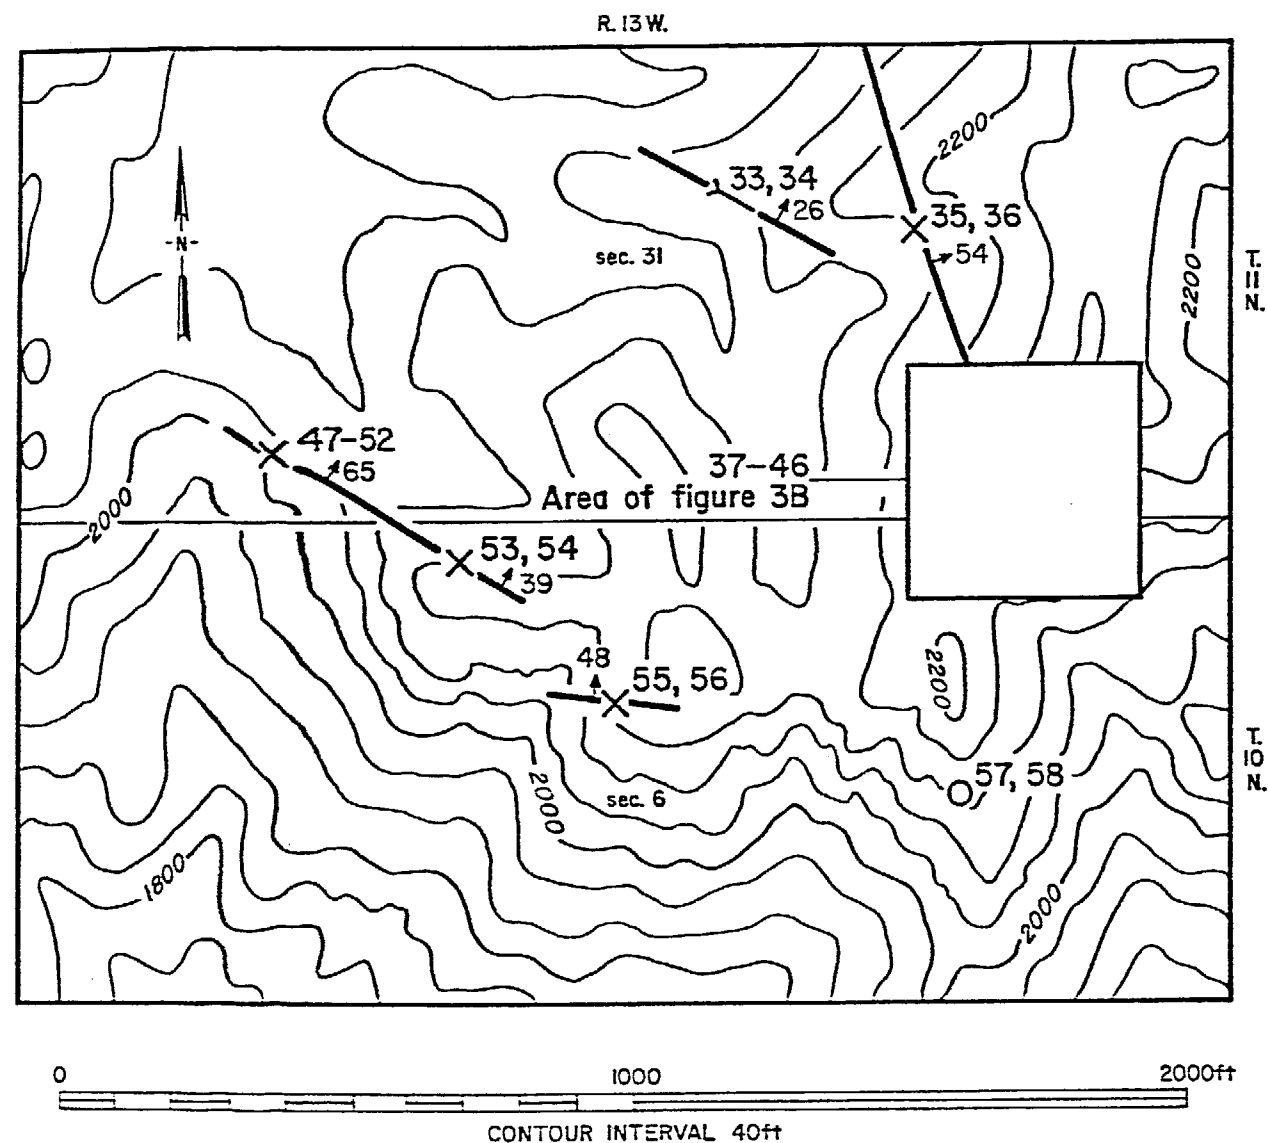 R. 13 W.
2200
33, 34
26
35, 36
54
sec. 31
-N-
T.
11
N.
2200
47-52
65
37-46
Area of figure 3B
2000
53, 54
39
48
55, 56
2200
T.
10
N.
57, 58
2000
sec. 6
1800
2000
0
1000
2000ft
CONTOUR INTERVAL 40ft